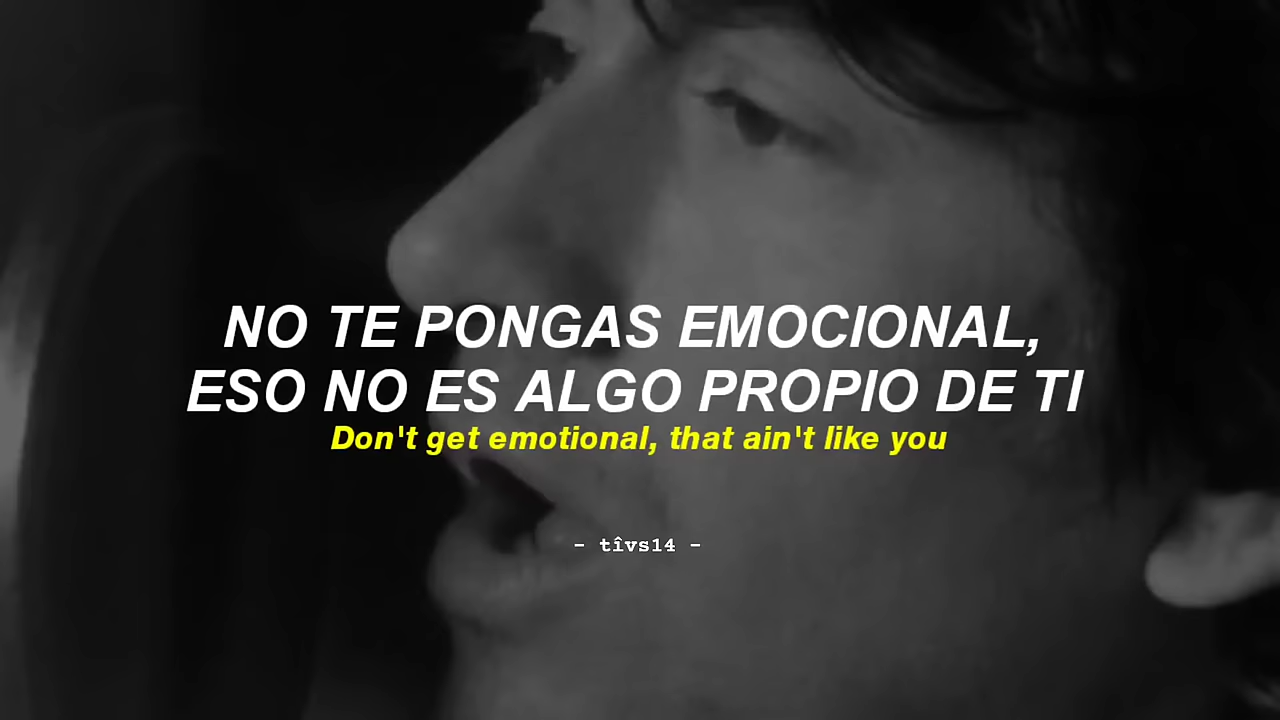 NO TE PONGAS EMOCIONAL,
ESO NO ES ALGO PROPIO DE TI
Don't get emotional, that ain't like you
- tîvs14 -